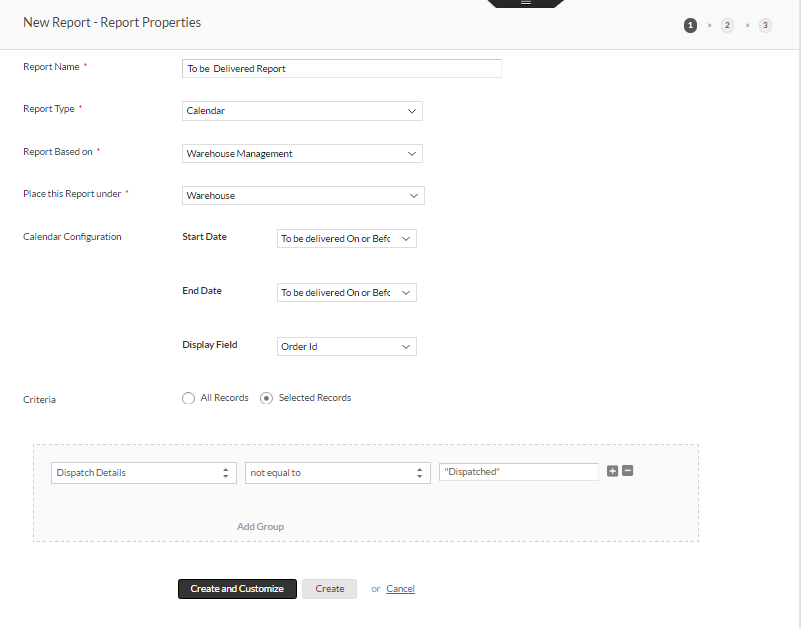 New Report - Report Properties
1 2 3
Report Name *
To be Delivered Report
Report Type *
Calendar
Report Based on *
Warehouse Management
Place this Report under *
Warehouse
Calendar Configuration
Start Date
To be delivered On or Befo
End Date
To be delivered On or Befo
Display Field
Order Id
Criteria
All Records
Selected Records
Dispatch Details
not equal to
"Dispatched"
Add Group
Create and Customize
Create
or Cancel